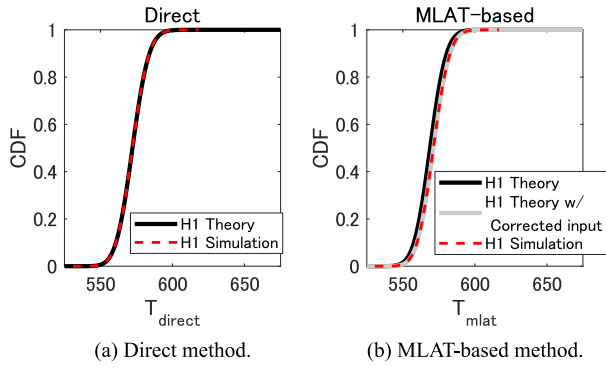 Direct
1
0.8
0.6
0.4
0.2
0
CDF
H1 Theory
H1 Simulation
550 600 650
T_direct
(a) Direct method.
MLAT-based
1
0.8
0.6
0.4
0.2
0
CDF
H1 Theory
H1 Theory w/
Corrected input
H1 Simulation
550 600 650
T_mlat
(b) MLAT-based method.